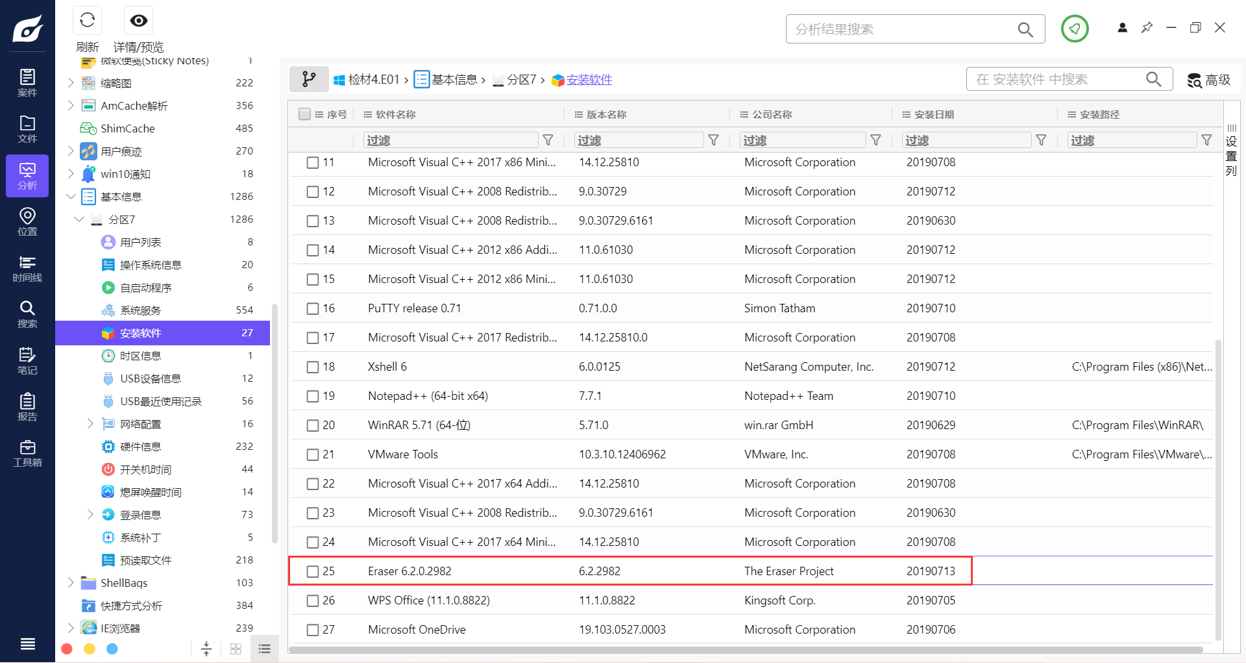 刷新
详情/预览
分析结果搜索
案件
文件
分析
位置
时间线
搜索
笔记
报告
工具箱
微软便笺(Sticky Notes) 1
缩略图 222
AmCache解析 356
ShimCache 485
用户痕迹 270
win10通知 18
基本信息 1286
分区7 1286
用户列表 8
操作系统信息 20
自启动程序 6
系统服务 554
安装软件 27
时区信息 1
USB设备信息 12
USB最近使用记录 56
网络配置 16
硬件信息 232
开关机时间 44
熄屏唤醒时间 14
登录信息 73
系统补丁 5
预读取文件 218
ShellBags 103
快捷方式分析 384
IE浏览器 239
检材4.E01 › 基本信息 › 分区7 › 安装软件
在 安装软件 中搜索
高级
序号 软件名称 版本名称 公司名称 安装日期 安装路径
过滤 过滤 过滤 过滤 过滤
设置列
11 Microsoft Visual C++ 2017 x86 Mini... 14.12.25810 Microsoft Corporation 20190708
12 Microsoft Visual C++ 2008 Redistrib... 9.0.30729 Microsoft Corporation 20190712
13 Microsoft Visual C++ 2008 Redistrib... 9.0.30729.6161 Microsoft Corporation 20190630
14 Microsoft Visual C++ 2012 x86 Addi... 11.0.61030 Microsoft Corporation 20190712
15 Microsoft Visual C++ 2012 x86 Mini... 11.0.61030 Microsoft Corporation 20190712
16 PuTTY release 0.71 0.71.0.0 Simon Tatham 20190710
17 Microsoft Visual C++ 2017 Redistrib... 14.12.25810.0 Microsoft Corporation 20190708
18 Xshell 6 6.0.0125 NetSarang Computer, Inc. 20190712 C:\Program Files (x86)\Net...
19 Notepad++ (64-bit x64) 7.7.1 Notepad++ Team 20190710
20 WinRAR 5.71 (64-位) 5.71.0 win.rar GmbH 20190629 C:\Program Files\WinRAR\
21 VMware Tools 10.3.10.12406962 VMware, Inc. 20190708 C:\Program Files\VMware\...
22 Microsoft Visual C++ 2017 x64 Addi... 14.12.25810 Microsoft Corporation 20190708
23 Microsoft Visual C++ 2008 Redistrib... 9.0.30729.6161 Microsoft Corporation 20190630
24 Microsoft Visual C++ 2017 x64 Mini... 14.12.25810 Microsoft Corporation 20190708
25 Eraser 6.2.0.2982 6.2.2982 The Eraser Project 20190713
26 WPS Office (11.1.0.8822) 11.1.0.8822 Kingsoft Corp. 20190705
27 Microsoft OneDrive 19.103.0527.0003 Microsoft Corporation 20190706